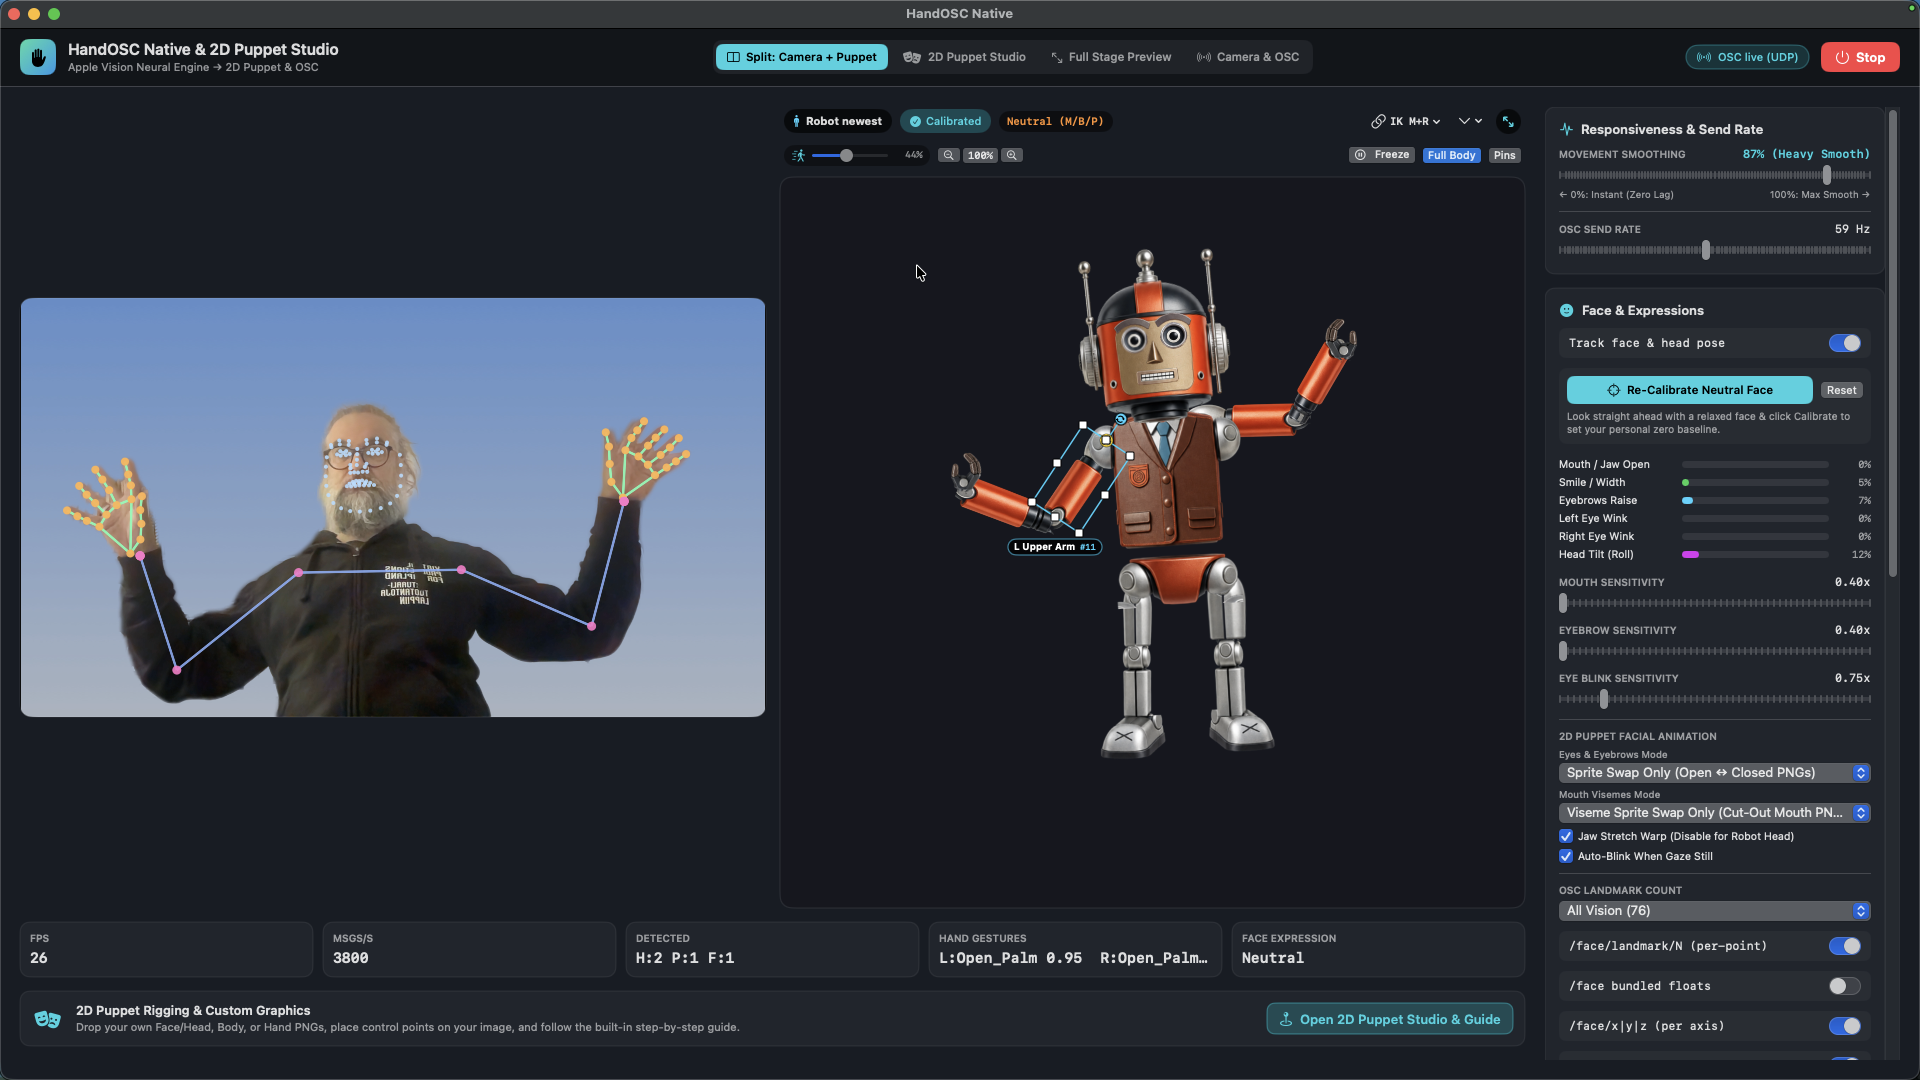 HandOSC Native
HandOSC Native & 2D Puppet Studio
Apple Vision Neural Engine → 2D Puppet & OSC
Split: Camera + Puppet
2D Puppet Studio
Full Stage Preview
Camera & OSC
OSC live (UDP)
Stop
Robot newest
Calibrated
Neutral (M/B/P)
IK M+R
44%
100%
Freeze
Full Body
Pins
L Upper Arm #11
Responsiveness & Send Rate
MOVEMENT SMOOTHING 87% (Heavy Smooth)
← 0%: Instant (Zero Lag) 100%: Max Smooth →
OSC SEND RATE 59 Hz
Face & Expressions
Track face & head pose
Re-Calibrate Neutral Face
Reset
Look straight ahead with a relaxed face & click Calibrate to
set your personal zero baseline.
Mouth / Jaw Open 0%
Smile / Width 5%
Eyebrows Raise 7%
Left Eye Wink 0%
Right Eye Wink 0%
Head Tilt (Roll) 12%
MOUTH SENSITIVITY 0.40x
EYEBROW SENSITIVITY 0.40x
EYE BLINK SENSITIVITY 0.75x
2D PUPPET FACIAL ANIMATION
Eyes & Eyebrows Mode
Sprite Swap Only (Open ↔ Closed PNGs)
Mouth Visemes Mode
Viseme Sprite Swap Only (Cut-Out Mouth PN...
Jaw Stretch Warp (Disable for Robot Head)
Auto-Blink When Gaze Still
OSC LANDMARK COUNT
All Vision (76)
/face/landmark/N (per-point)
/face bundled floats
/face/x|y|z (per axis)
FPS
26
MSGS/S
3800
DETECTED
H:2 P:1 F:1
HAND GESTURES
L:Open_Palm 0.95 R:Open_Palm…
FACE EXPRESSION
Neutral
2D Puppet Rigging & Custom Graphics
Drop your own Face/Head, Body, or Hand PNGs, place control points on your image, and follow the built-in step-by-step guide.
Open 2D Puppet Studio & Guide